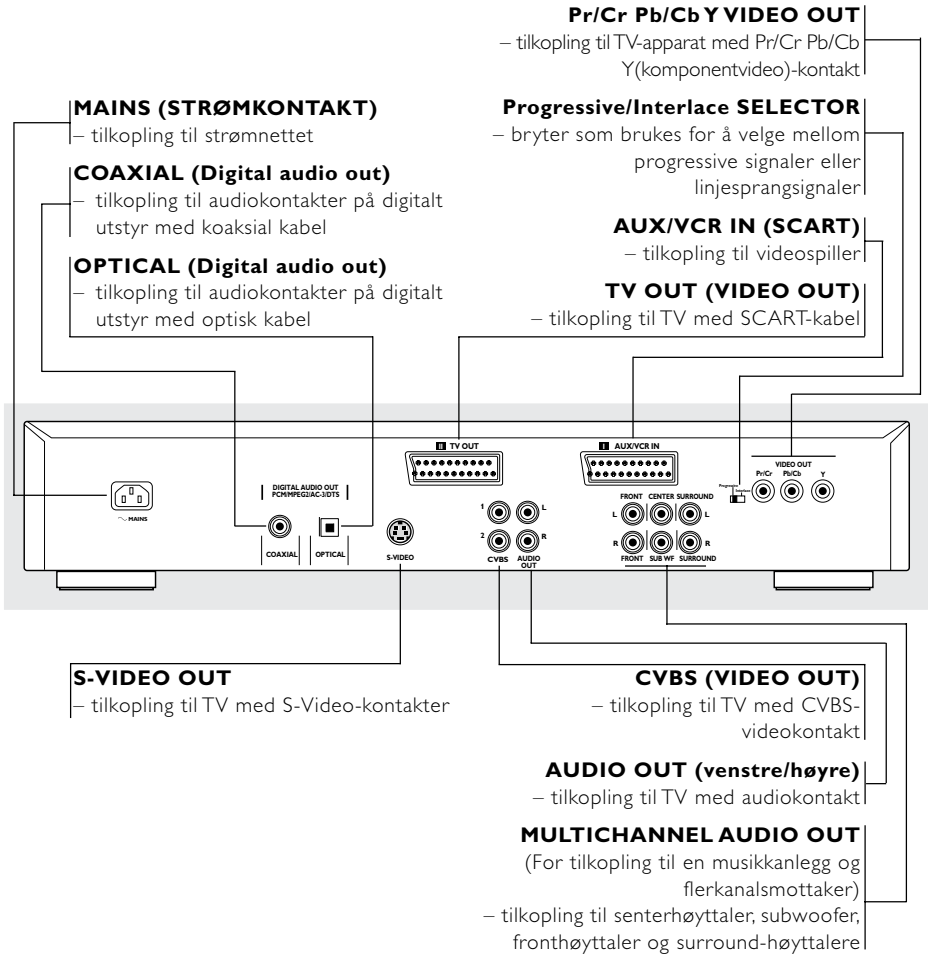 Pr/Cr Pb/Cb Y VIDEO OUT
– tilkopling til TV-apparat med Pr/Cr Pb/Cb
Y(komponentvideo)-kontakt
MAINS (STRØMKONTAKT)
– tilkopling til strømnettet
COAXIAL (Digital audio out)
– tilkopling til audiokontakter på digitalt
utstyr med koaksial kabel
OPTICAL (Digital audio out)
– tilkopling til audiokontakter på digitalt
utstyr med optisk kabel
Progressive/Interlace SELECTOR
– bryter som brukes for å velge mellom
progressive signaler eller
linjesprangsignaler
AUX/VCR IN (SCART)
– tilkopling til videospiller
TV OUT (VIDEO OUT)
– tilkopling til TV med SCART-kabel
II TV OUT
I AUX/VCR IN
VIDEO OUT
Pr/Cr Pb/Cb Y
Progressive Interlace
DIGITAL AUDIO OUT
PCM/MPEG2/AC-3/DTS
FRONT CENTER SURROUND
1 L L L
~ MAINS
2 R R R
COAXIAL OPTICAL S-VIDEO CVBS AUDIO OUT
FRONT SUB WF SURROUND
S-VIDEO OUT
– tilkopling til TV med S-Video-kontakter
CVBS (VIDEO OUT)
– tilkopling til TV med CVBS-
videokontakt
AUDIO OUT (venstre/høyre)
– tilkopling til TV med audiokontakt
MULTICHANNEL AUDIO OUT
(For tilkopling til en musikkanlegg og
flerkanalsmottaker)
– tilkopling til senterhøyttaler, subwoofer,
fronthøyttaler og surround-høyttalere